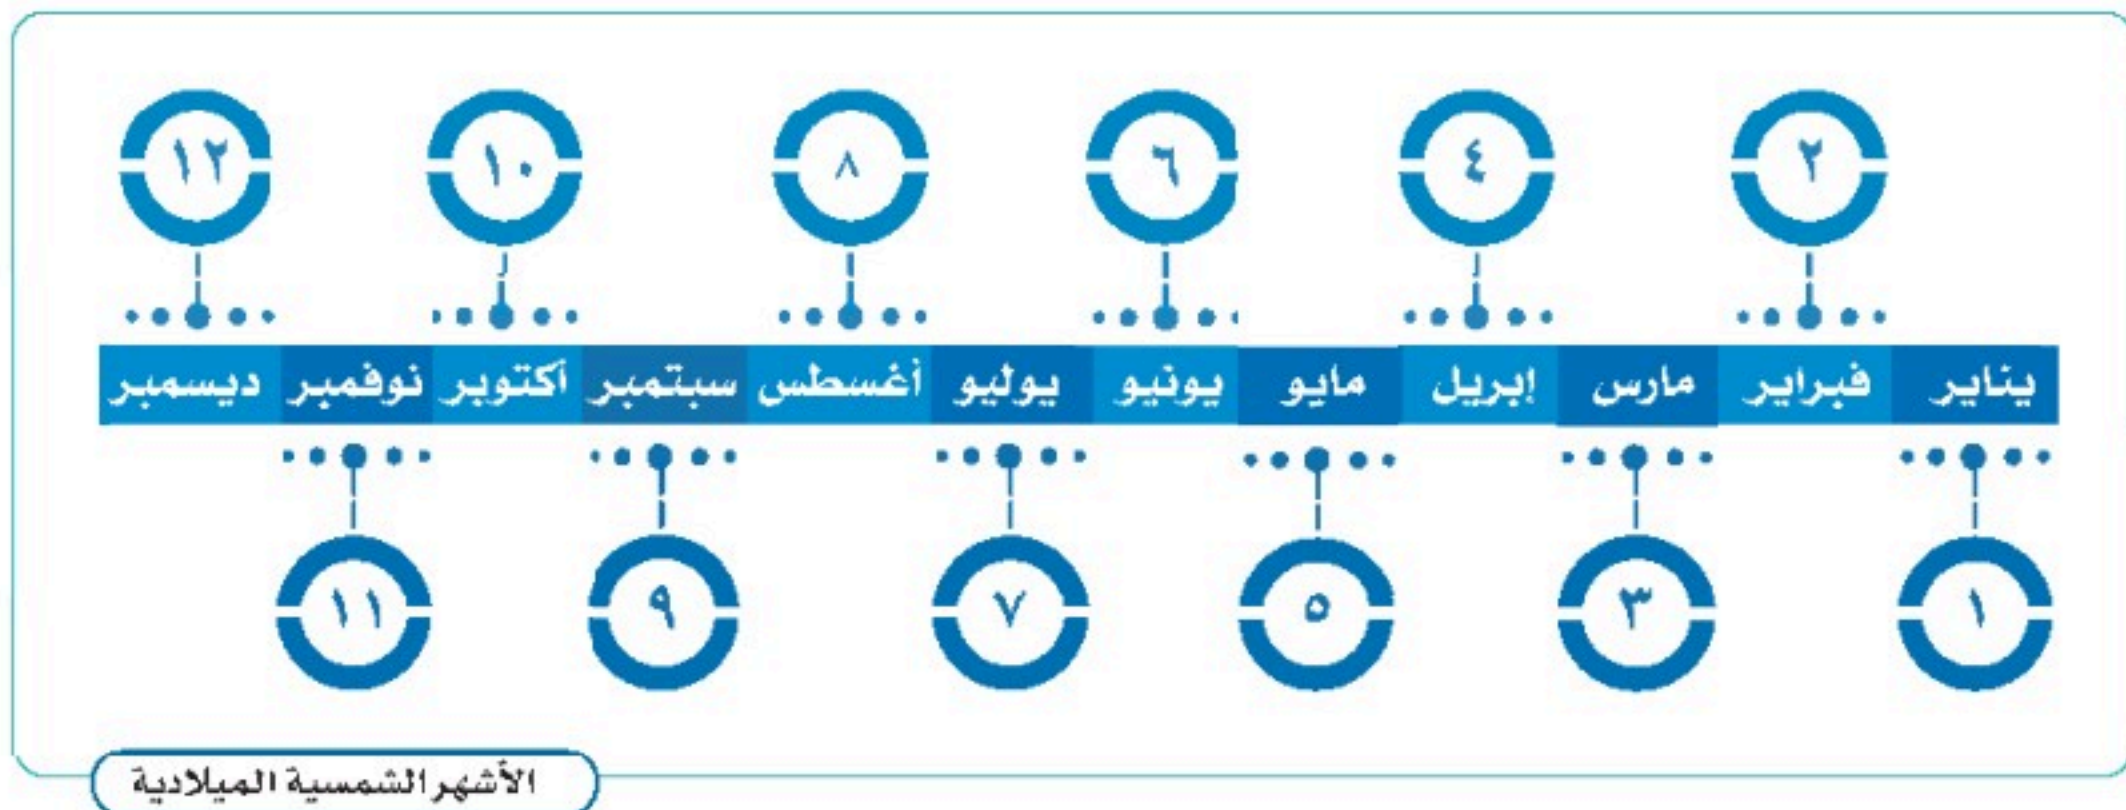 ٢ ٤ ٦ ٨ ١٠ ١٢
يناير فبراير مارس إبريل مايو يونيو يوليو أغسطس سبتمبر أكتوبر نوفمبر ديسمبر
١ ٣ ٥ ٧ ٩ ١١
الأشهر الشمسية الميلادية